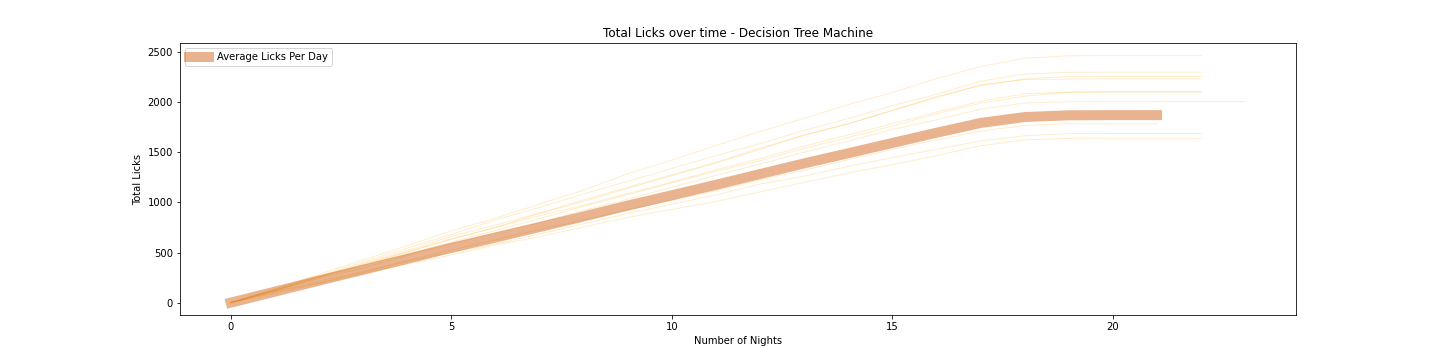 Total Licks over time - Decision Tree Machine
Average Licks Per Day
2500
2000
1500
1000
500
0
Total Licks
0 5 10 15 20
Number of Nights